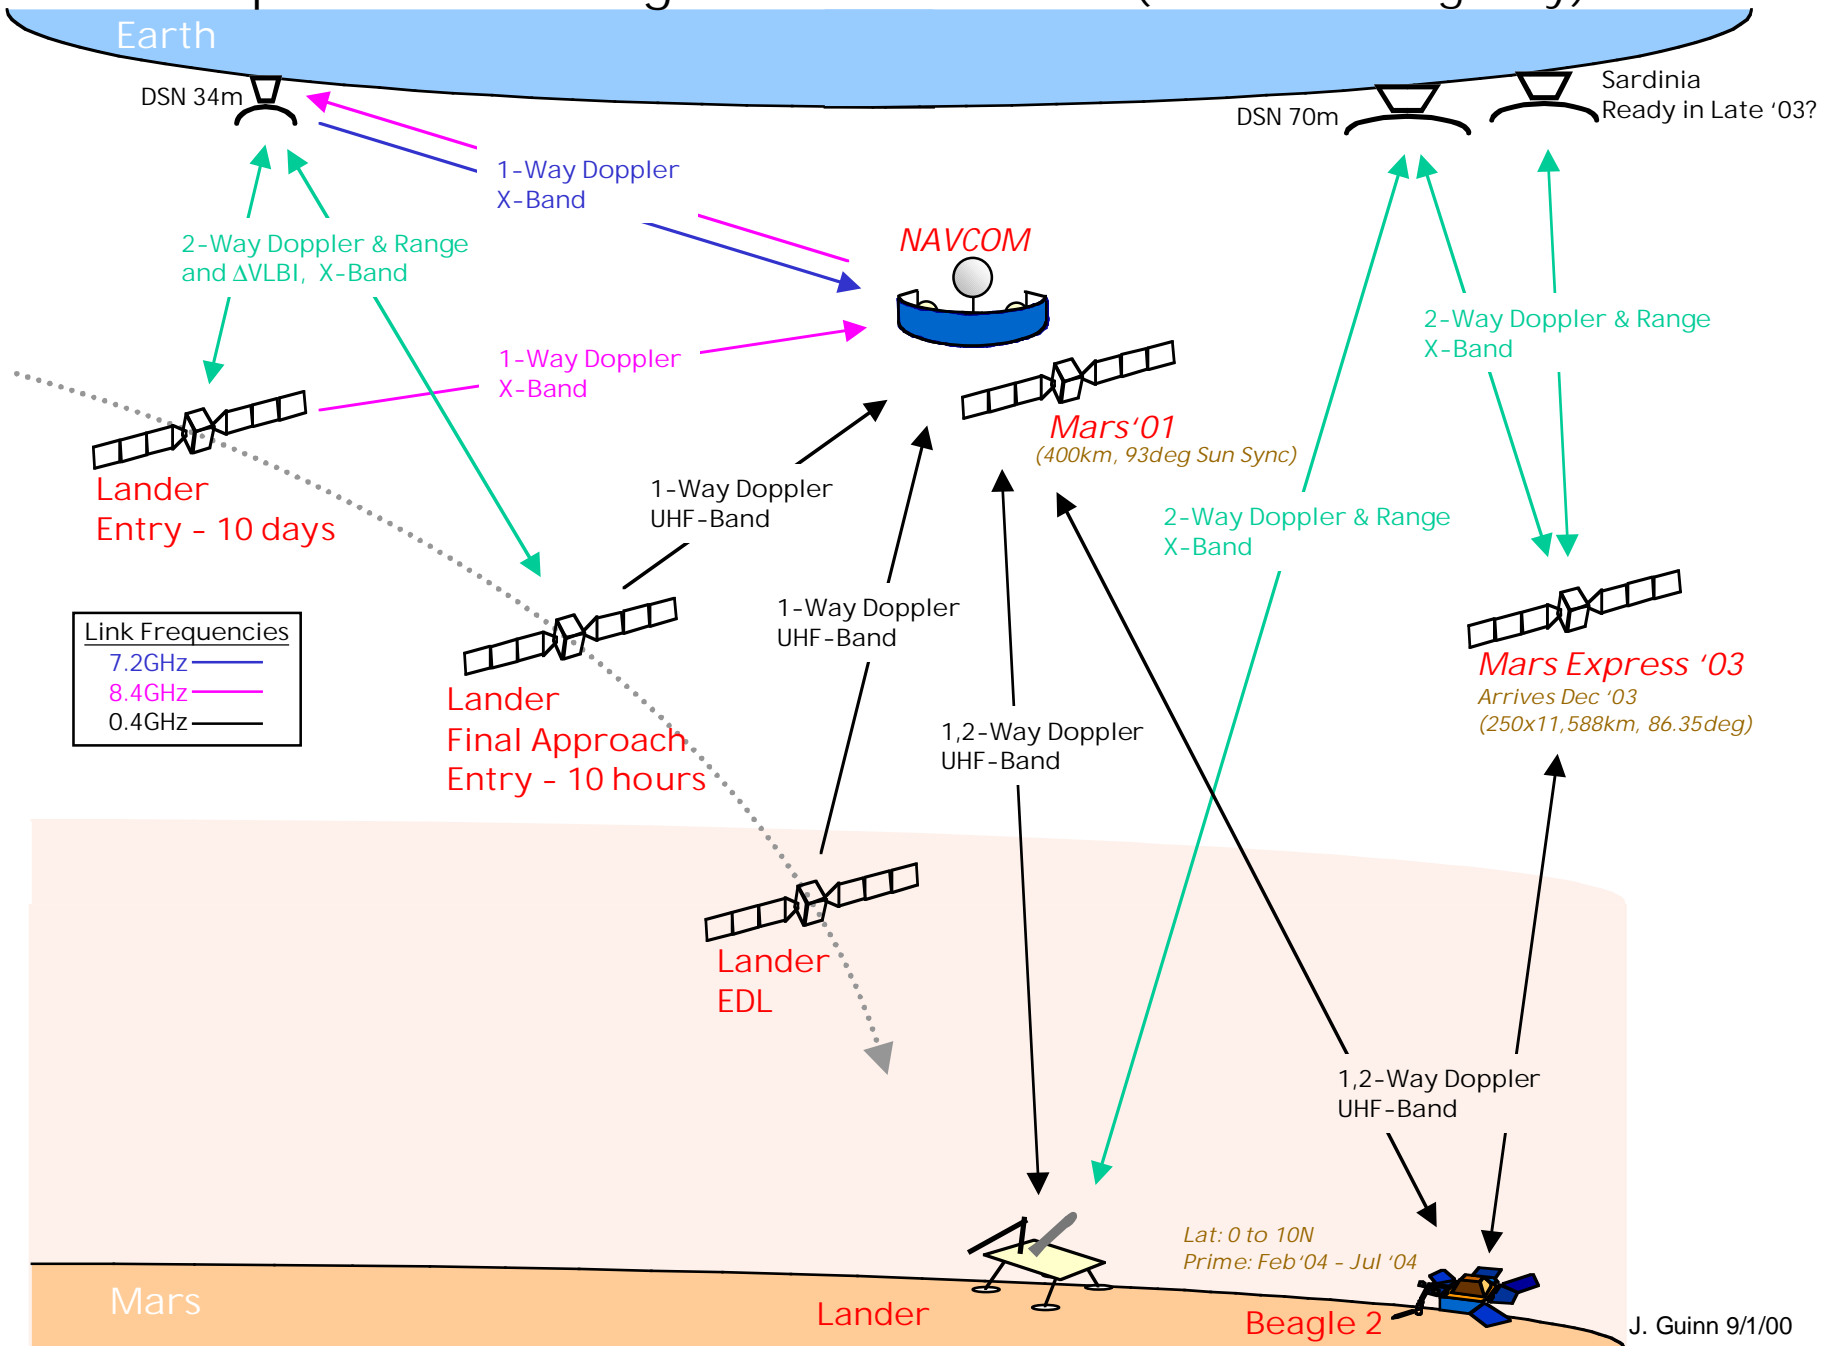 Earth
DSN 34m
Sardinia
Ready in Late ‘03?
DSN 70m
1-Way Doppler
X-Band
2-Way Doppler & Range
and ΔVLBI, X-Band
NAVCOM
2-Way Doppler & Range
X-Band
1-Way Doppler
X-Band
Mars‘01
(400km, 93deg Sun Sync)
Lander
Entry - 10 days
1-Way Doppler
UHF-Band
2-Way Doppler & Range
X-Band
1-Way Doppler
UHF-Band
Link Frequencies
7.2GHz
8.4GHz
0.4GHz
Mars Express ‘03
Arrives Dec ‘03
(250x11,588km, 86.35deg)
Lander
Final Approach
Entry - 10 hours
1,2-Way Doppler
UHF-Band
Lander
EDL
1,2-Way Doppler
UHF-Band
Lat: 0 to 10N
Prime: Feb‘04 - Jul ‘04
Mars
Lander
Beagle 2
J. Guinn 9/1/00